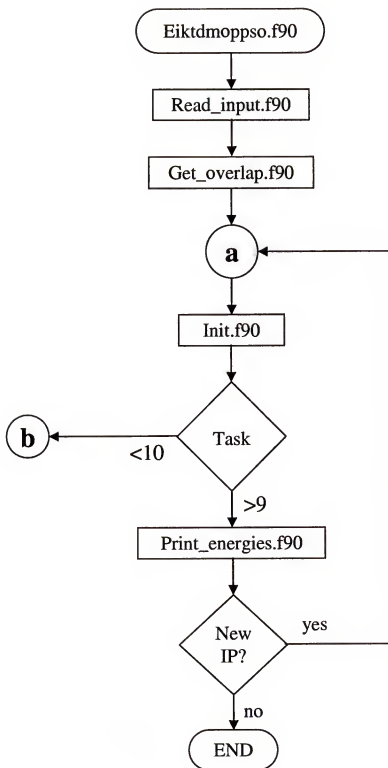 Eiktdmoppso.f90
Read_input.f90
Get_overlap.f90
a
Init.f90
Task
b
<10
>9
Print_energies.f90
New
IP?
yes
no
END